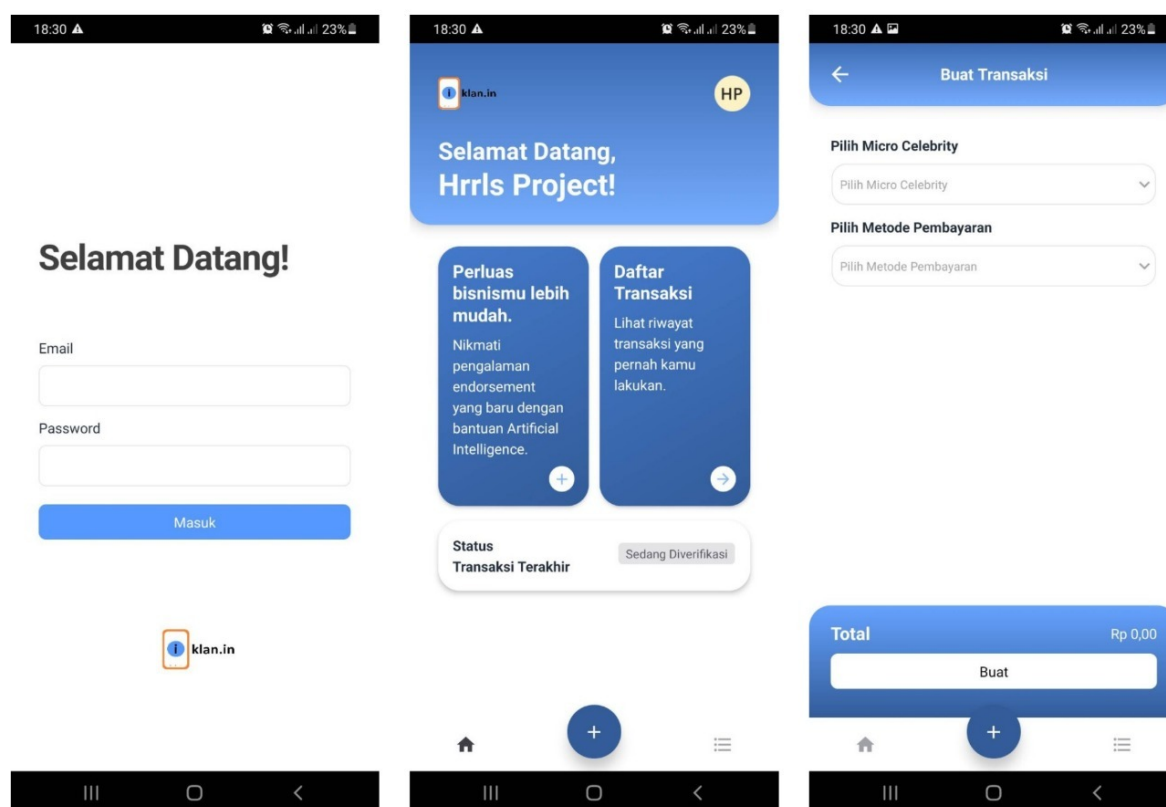 18:30
23%
Selamat Datang!
Email
Password
Masuk
i klan.in
18:30
23%
i klan.in
HP
Selamat Datang,
Hrrls Project!
Perluas
bisnismu lebih
mudah.
Nikmati
pengalaman
endorsement
yang baru dengan
bantuan Artificial
Intelligence.
Daftar
Transaksi
Lihat riwayat
transaksi yang
pernah kamu
lakukan.
Status
Transaksi Terakhir
Sedang Diverifikasi
18:30
23%
Buat Transaksi
Pilih Micro Celebrity
Pilih Micro Celebrity
Pilih Metode Pembayaran
Pilih Metode Pembayaran
Total Rp 0,00
Buat